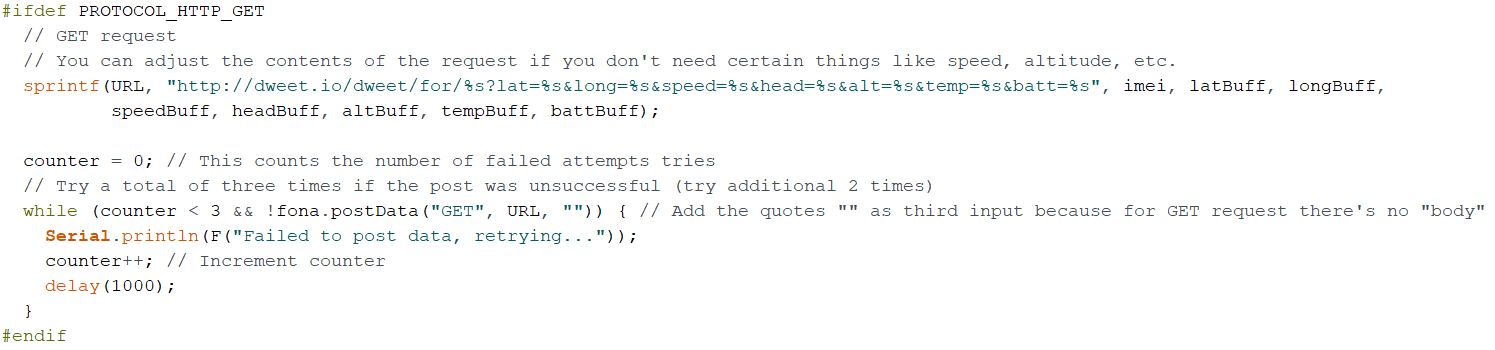 #ifdef PROTOCOL_HTTP_GET
// GET request
// You can adjust the contents of the request if you don't need certain things like speed, altitude, etc.
sprintf(URL, "http://dweet.io/dweet/for/%s?lat=%s&long=%s&speed=%s&head=%s&alt=%s&temp=%s&batt=%s", imei, latBuff, longBuff,
speedBuff, headBuff, altBuff, tempBuff, battBuff);
counter = 0; // This counts the number of failed attempts tries
// Try a total of three times if the post was unsuccessful (try additional 2 times)
while (counter < 3 && !fona.postData("GET", URL, "")) { // Add the quotes "" as third input because for GET request there's no "body"
Serial.println(F("Failed to post data, retrying..."));
counter++; // Increment counter
delay(1000);
}
#endif